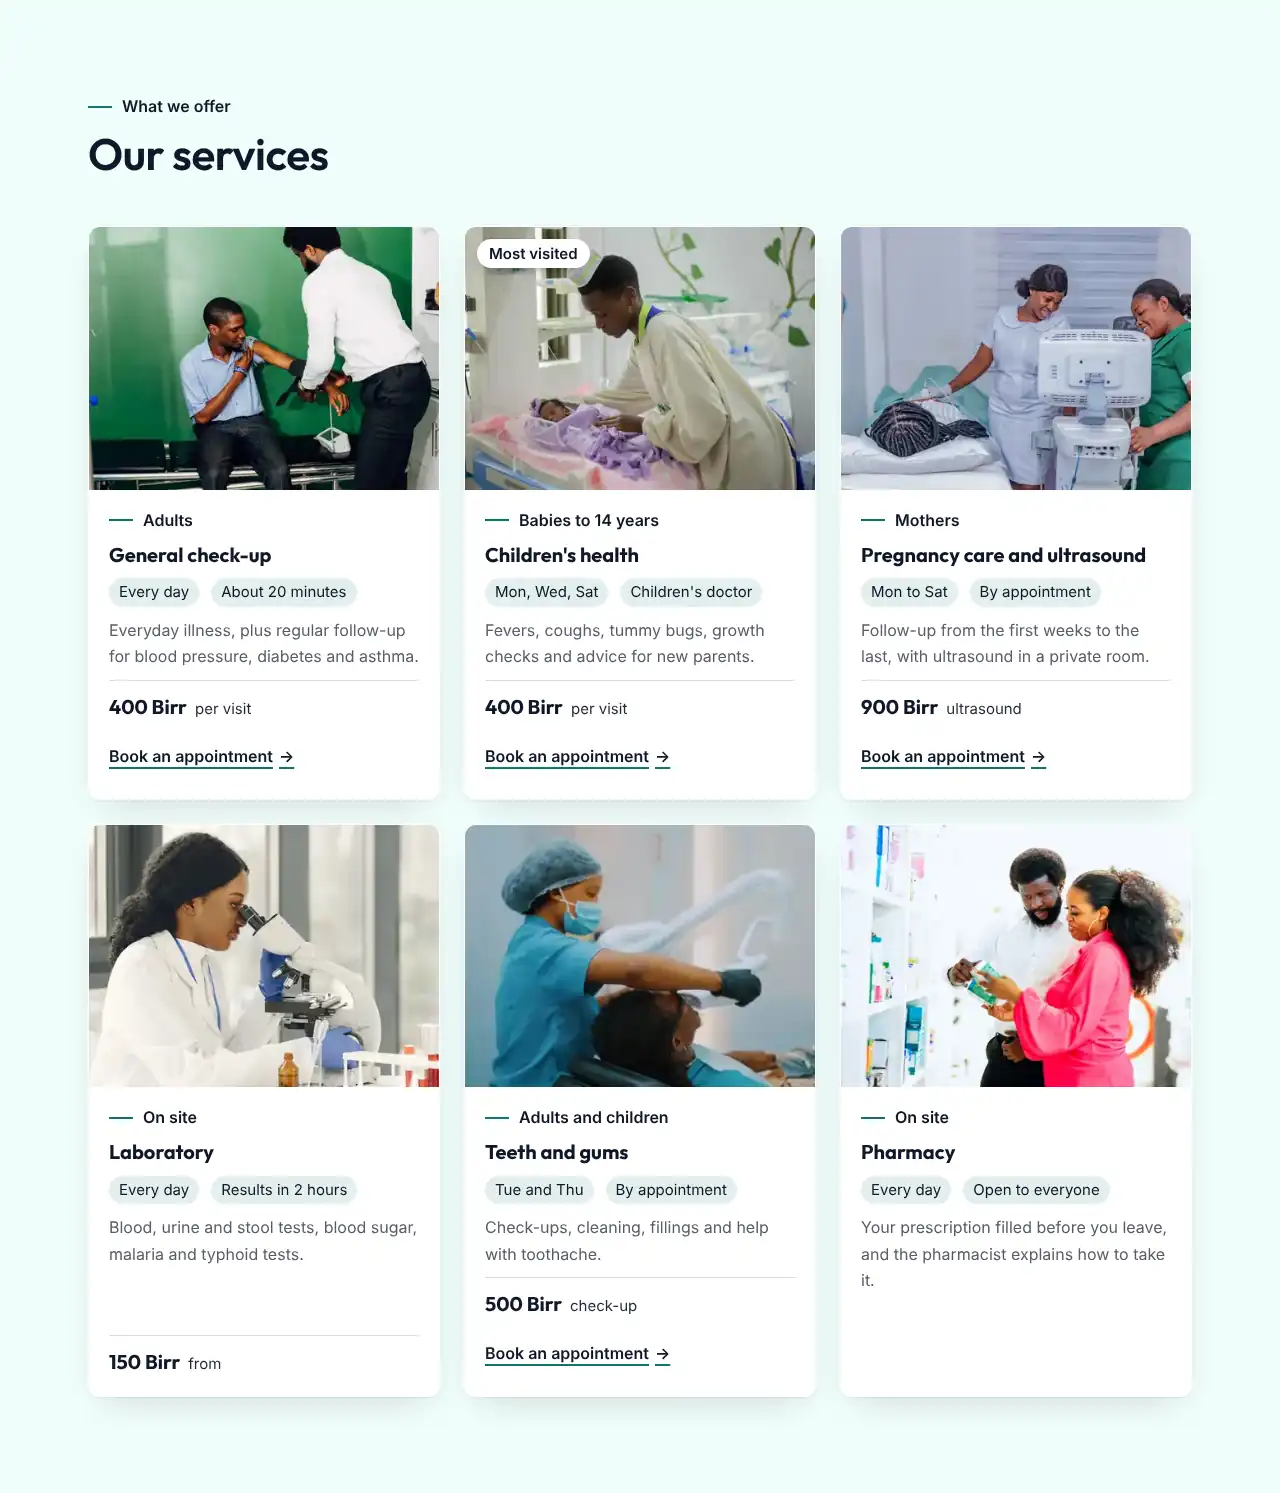 What we offer
Our services
Most visited
Adults
General check-up
Every day
About 20 minutes
Everyday illness, plus regular follow-up
for blood pressure, diabetes and asthma.
400 Birr per visit
Book an appointment →
Babies to 14 years
Children's health
Mon, Wed, Sat
Children's doctor
Fevers, coughs, tummy bugs, growth
checks and advice for new parents.
400 Birr per visit
Book an appointment →
Mothers
Pregnancy care and ultrasound
Mon to Sat
By appointment
Follow-up from the first weeks to the
last, with ultrasound in a private room.
900 Birr ultrasound
Book an appointment →
On site
Laboratory
Every day
Results in 2 hours
Blood, urine and stool tests, blood sugar,
malaria and typhoid tests.
150 Birr from
Adults and children
Teeth and gums
Tue and Thu
By appointment
Check-ups, cleaning, fillings and help
with toothache.
500 Birr check-up
Book an appointment →
On site
Pharmacy
Every day
Open to everyone
Your prescription filled before you leave,
and the pharmacist explains how to take
it.